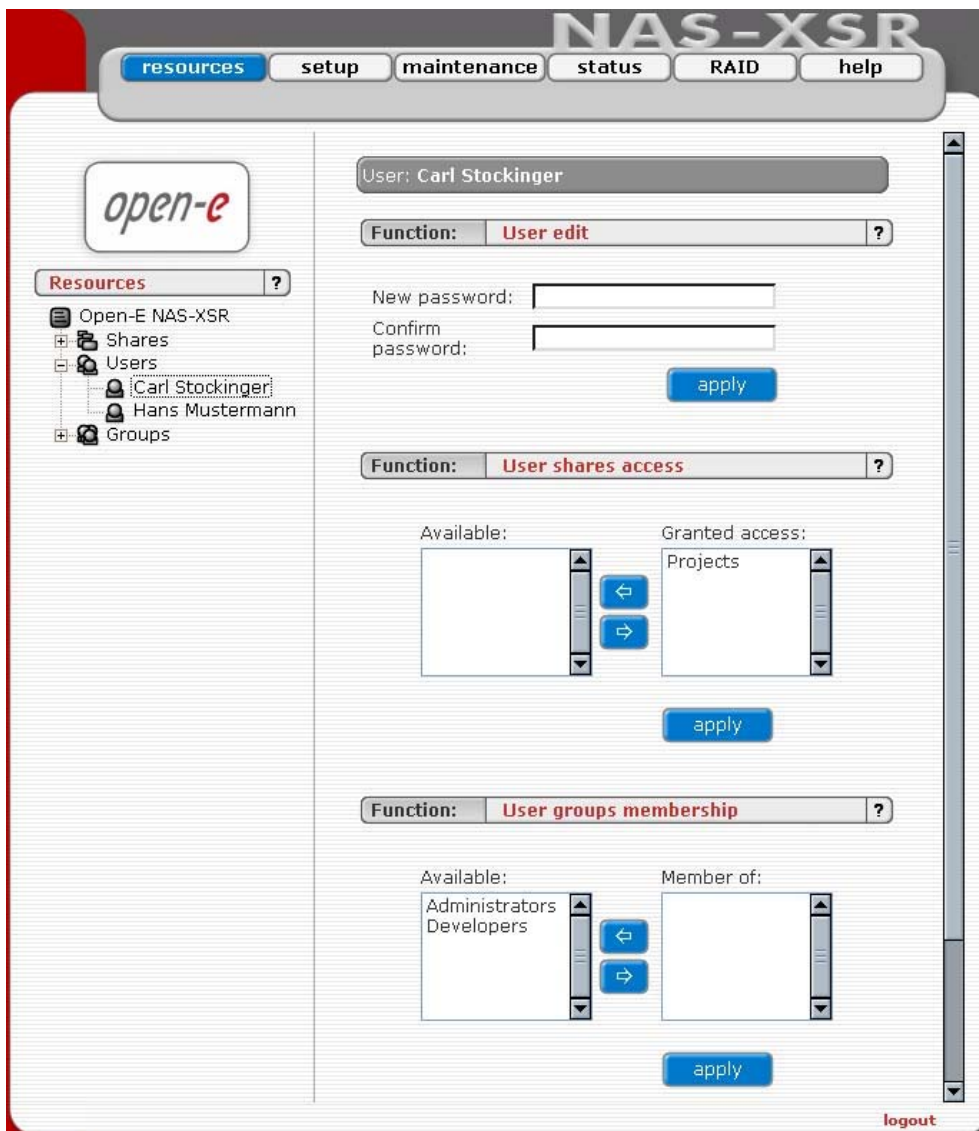 NAS-XSR
resources setup maintenance status RAID help
open-e
Resources ?
Open-E NAS-XSR
Shares
Users
Carl Stockinger
Hans Mustermann
Groups
User: Carl Stockinger
Function: User edit ?
New password:
Confirm
password:
apply
Function: User shares access ?
Available: Granted access:
Projects
apply
Function: User groups membership ?
Available: Member of:
Administrators
Developers
apply
logout